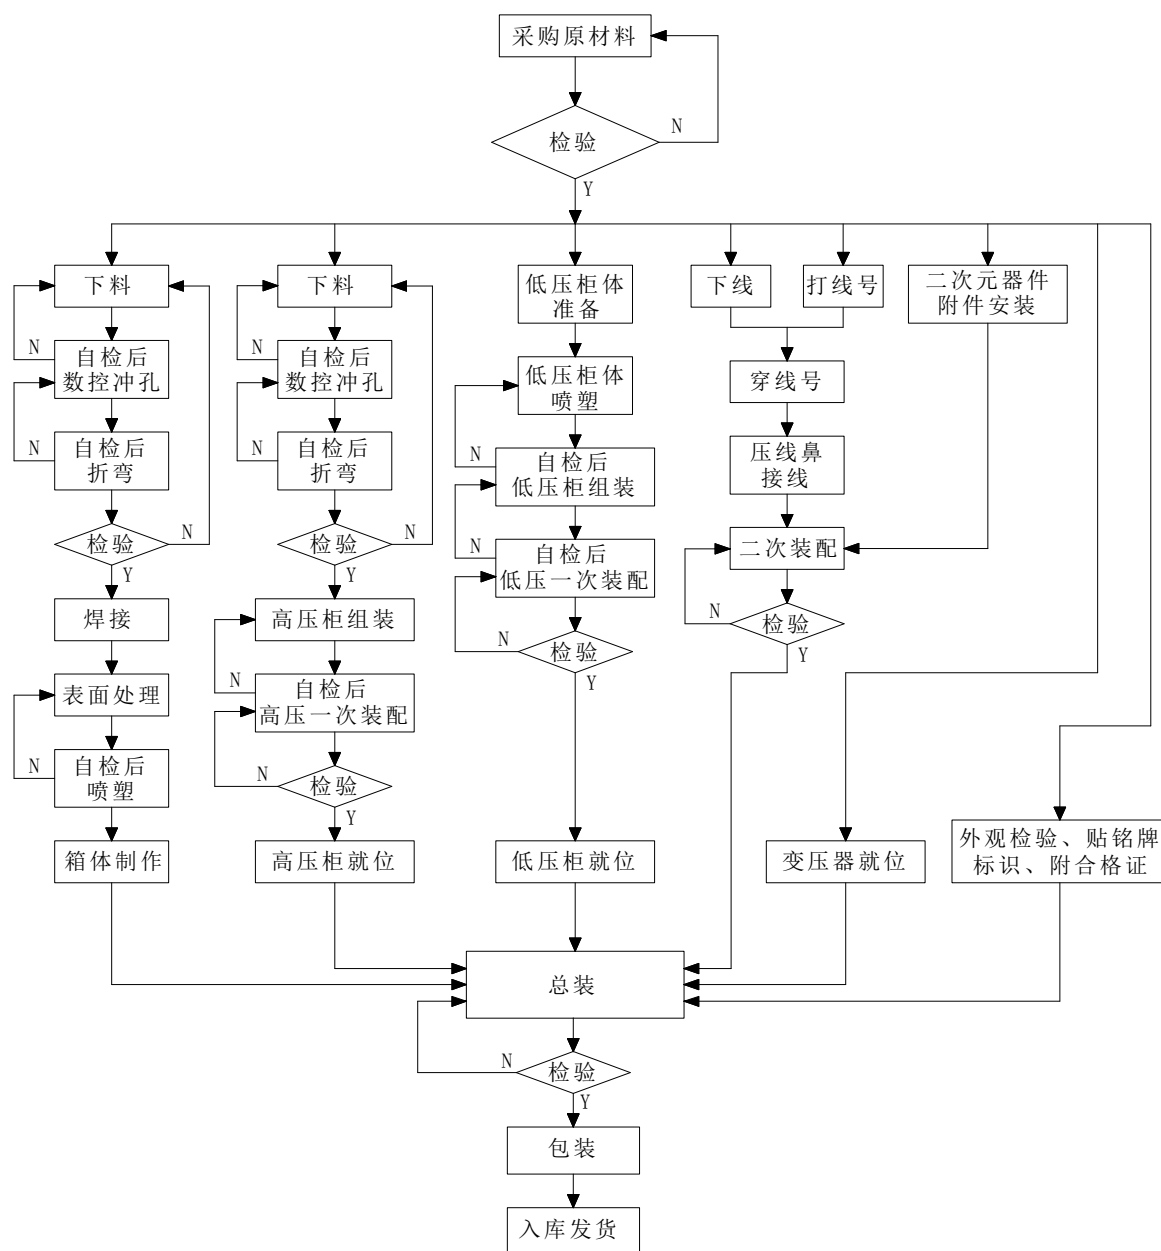 采购原材料
检验
N
Y
下料
N
自检后
数控冲孔
N
自检后
折弯
检验
N
Y
焊接
表面处理
N
自检后
喷塑
箱体制作
下料
N
自检后
数控冲孔
N
自检后
折弯
检验
N
Y
高压柜组装
N
自检后
高压一次装配
N
检验
Y
高压柜就位
低压柜体
准备
低压柜体
喷塑
N
自检后
低压柜组装
N
自检后
低压一次装配
N
检验
Y
低压柜就位
下线
打线号
穿线号
压线鼻
接线
二次元器件
附件安装
二次装配
N
检验
Y
变压器就位
外观检验、贴铭牌
标识、附合格证
总装
N
检验
Y
包装
入库发货